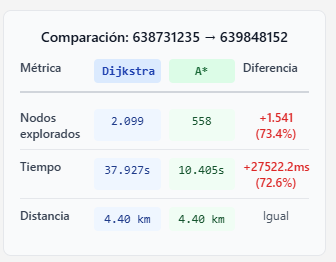 Comparación: 638731235 → 639848152
Métrica Dijkstra A* Diferencia
Nodos explorados 2.099 558 +1.541 (73.4%)
Tiempo 37.927s 10.405s +27522.2ms (72.6%)
Distancia 4.40 km 4.40 km Igual